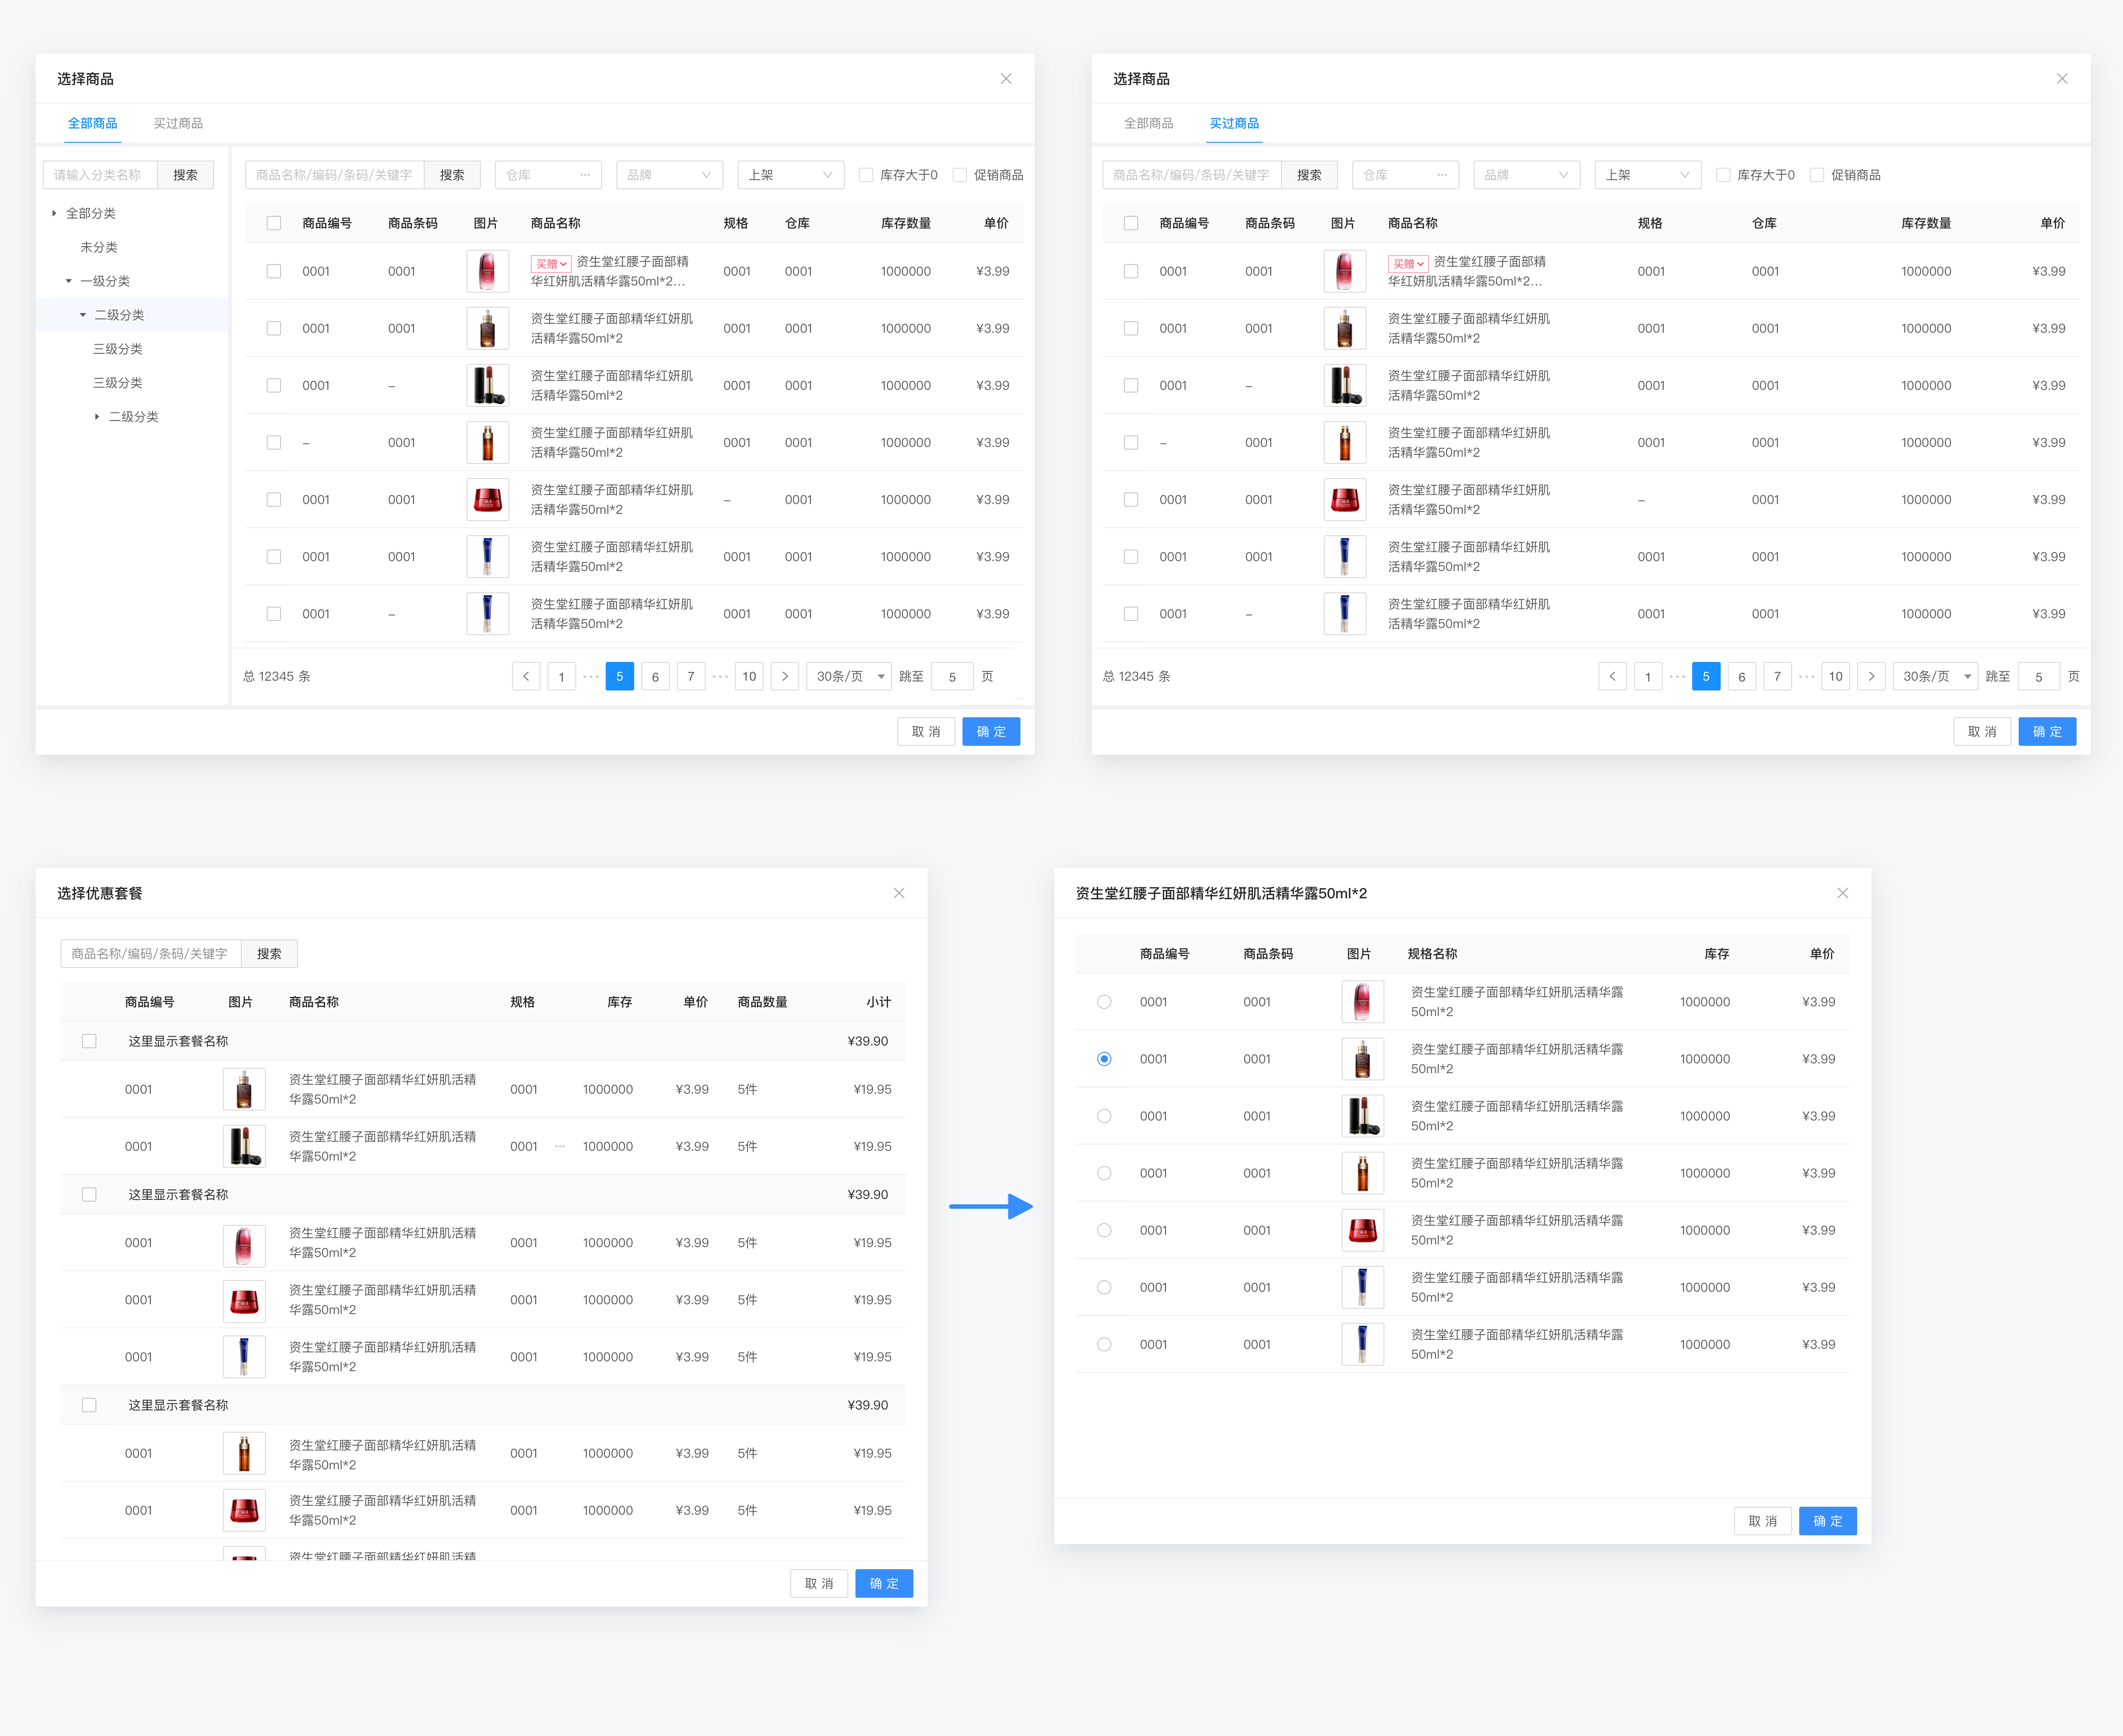 选择商品
全部商品 买过商品
请输入分类名称 搜索
全部分类
未分类
一级分类
二级分类
三级分类
三级分类
二级分类
商品名称/编码/条码/关键字 搜索 仓库 ··· 品牌 上架 库存大于0 促销商品
商品编号 商品条码 图片 商品名称 规格 仓库 库存数量 单价
0001 0001 买赠 资生堂红腰子面部精 0001 0001 1000000 ¥3.99
华红妍肌活精华露50ml*2...
0001 0001 资生堂红腰子面部精华红妍肌 0001 0001 1000000 ¥3.99
活精华露50ml*2
0001 – 资生堂红腰子面部精华红妍肌 0001 0001 1000000 ¥3.99
活精华露50ml*2
– 0001 资生堂红腰子面部精华红妍肌 0001 0001 1000000 ¥3.99
活精华露50ml*2
0001 0001 资生堂红腰子面部精华红妍肌 – 0001 1000000 ¥3.99
活精华露50ml*2
0001 0001 资生堂红腰子面部精华红妍肌 0001 0001 1000000 ¥3.99
活精华露50ml*2
0001 – 资生堂红腰子面部精华红妍肌 0001 0001 1000000 ¥3.99
活精华露50ml*2
总 12345 条 1 ··· 5 6 7 ··· 10 30条/页 跳至 5 页
取 消 确 定
选择商品
全部商品 买过商品
商品名称/编码/条码/关键字 搜索 仓库 ··· 品牌 上架 库存大于0 促销商品
商品编号 商品条码 图片 商品名称 规格 仓库 库存数量 单价
0001 0001 买赠 资生堂红腰子面部精 0001 0001 1000000 ¥3.99
华红妍肌活精华露50ml*2...
0001 0001 资生堂红腰子面部精华红妍肌 0001 0001 1000000 ¥3.99
活精华露50ml*2
0001 – 资生堂红腰子面部精华红妍肌 0001 0001 1000000 ¥3.99
活精华露50ml*2
– 0001 资生堂红腰子面部精华红妍肌 0001 0001 1000000 ¥3.99
活精华露50ml*2
0001 0001 资生堂红腰子面部精华红妍肌 – 0001 1000000 ¥3.99
活精华露50ml*2
0001 0001 资生堂红腰子面部精华红妍肌 0001 0001 1000000 ¥3.99
活精华露50ml*2
0001 – 资生堂红腰子面部精华红妍肌 0001 0001 1000000 ¥3.99
活精华露50ml*2
总 12345 条 1 ··· 5 6 7 ··· 10 30条/页 跳至 5 页
取 消 确 定
选择优惠套餐
商品名称/编码/条码/关键字 搜索
商品编号 图片 商品名称 规格 库存 单价 商品数量 小计
这里显示套餐名称 ¥39.90
0001 资生堂红腰子面部精华红妍肌活精 0001 1000000 ¥3.99 5件 ¥19.95
华露50ml*2
0001 资生堂红腰子面部精华红妍肌活精 0001 ··· 1000000 ¥3.99 5件 ¥19.95
华露50ml*2
这里显示套餐名称 ¥39.90
0001 资生堂红腰子面部精华红妍肌活精 0001 1000000 ¥3.99 5件 ¥19.95
华露50ml*2
0001 资生堂红腰子面部精华红妍肌活精 0001 1000000 ¥3.99 5件 ¥19.95
华露50ml*2
0001 资生堂红腰子面部精华红妍肌活精 0001 1000000 ¥3.99 5件 ¥19.95
华露50ml*2
这里显示套餐名称 ¥39.90
0001 资生堂红腰子面部精华红妍肌活精 0001 1000000 ¥3.99 5件 ¥19.95
华露50ml*2
0001 资生堂红腰子面部精华红妍肌活精 0001 1000000 ¥3.99 5件 ¥19.95
华露50ml*2
资生堂红腰子面部精华红妍肌活精
取 消 确 定
资生堂红腰子面部精华红妍肌活精华露50ml*2
商品编号 商品条码 图片 规格名称 库存 单价
0001 0001 资生堂红腰子面部精华红妍肌活精华露 1000000 ¥3.99
50ml*2
0001 0001 资生堂红腰子面部精华红妍肌活精华露 1000000 ¥3.99
50ml*2
0001 0001 资生堂红腰子面部精华红妍肌活精华露 1000000 ¥3.99
50ml*2
0001 0001 资生堂红腰子面部精华红妍肌活精华露 1000000 ¥3.99
50ml*2
0001 0001 资生堂红腰子面部精华红妍肌活精华露 1000000 ¥3.99
50ml*2
0001 0001 资生堂红腰子面部精华红妍肌活精华露 1000000 ¥3.99
50ml*2
0001 0001 资生堂红腰子面部精华红妍肌活精华露 1000000 ¥3.99
50ml*2
取 消 确 定